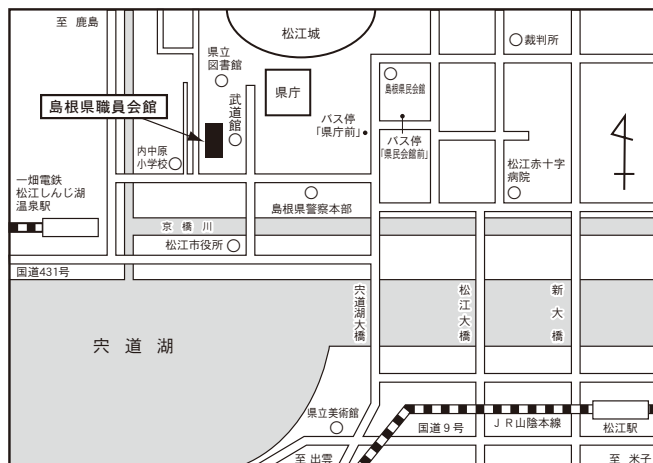 至 鹿島
松江城
裁判所
県立
図書館
県庁
島根県民会館
島根県職員会館
武道館
バス停
「県庁前」
バス停
「県民会館前」
内中原
小学校
松江赤十字
病院
一畑電鉄
松江しんじ湖
温泉駅
島根県警察本部
京橋川
松江市役所
国道431号
宍道湖大橋
松江大橋
新大橋
宍道湖
県立美術館
国道9号
JR山陰本線
松江駅
至 出雲
至 米子